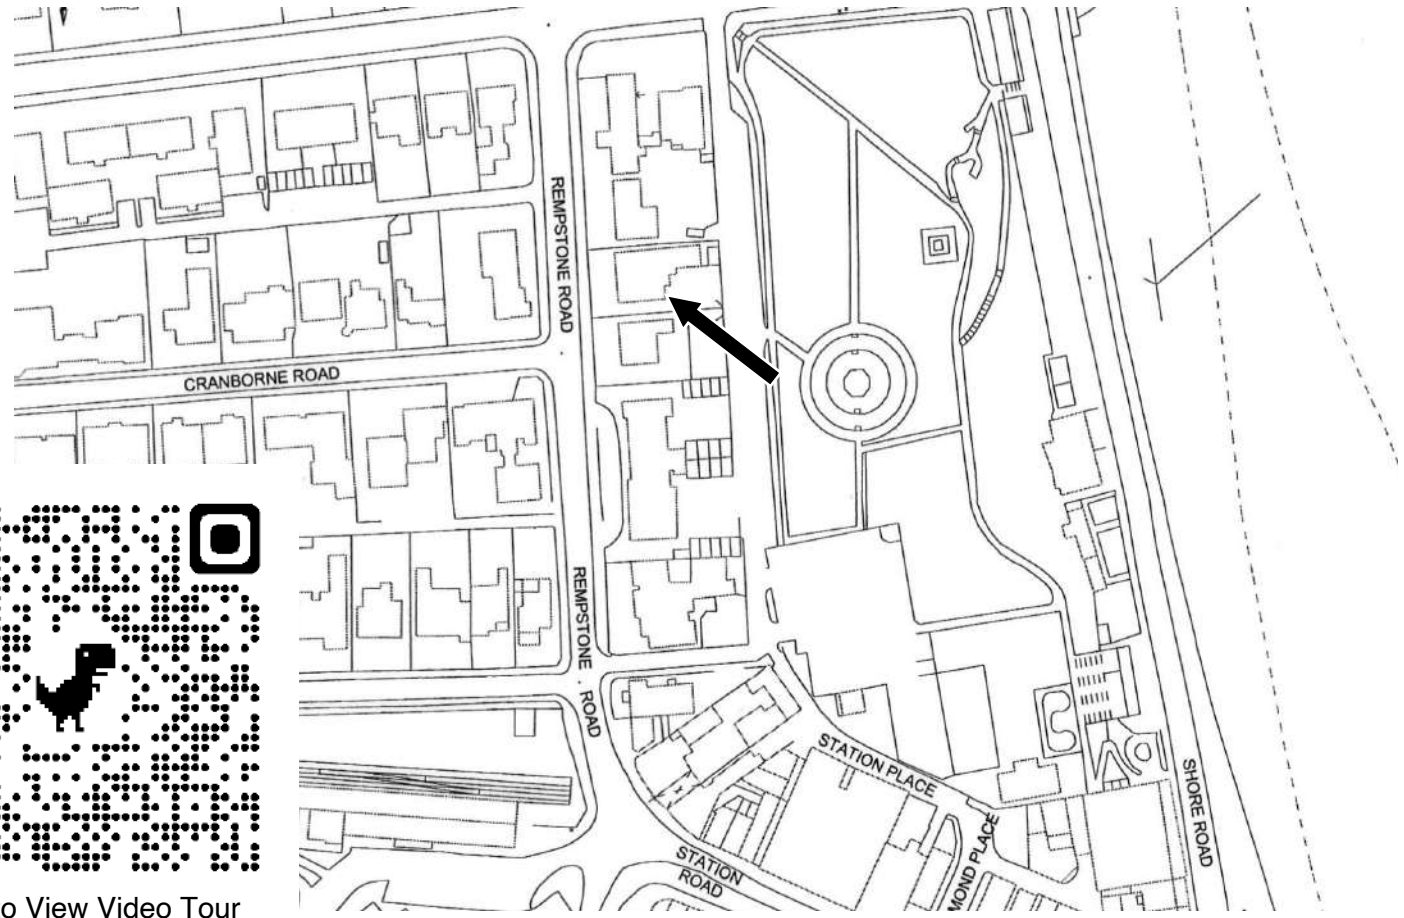 REMPSTONE ROAD
CRANBORNE ROAD
REMPSTONE ROAD
STATION PLACE
SHORE ROAD
MOND PLACE
STATION
ROAD
o View Video Tour